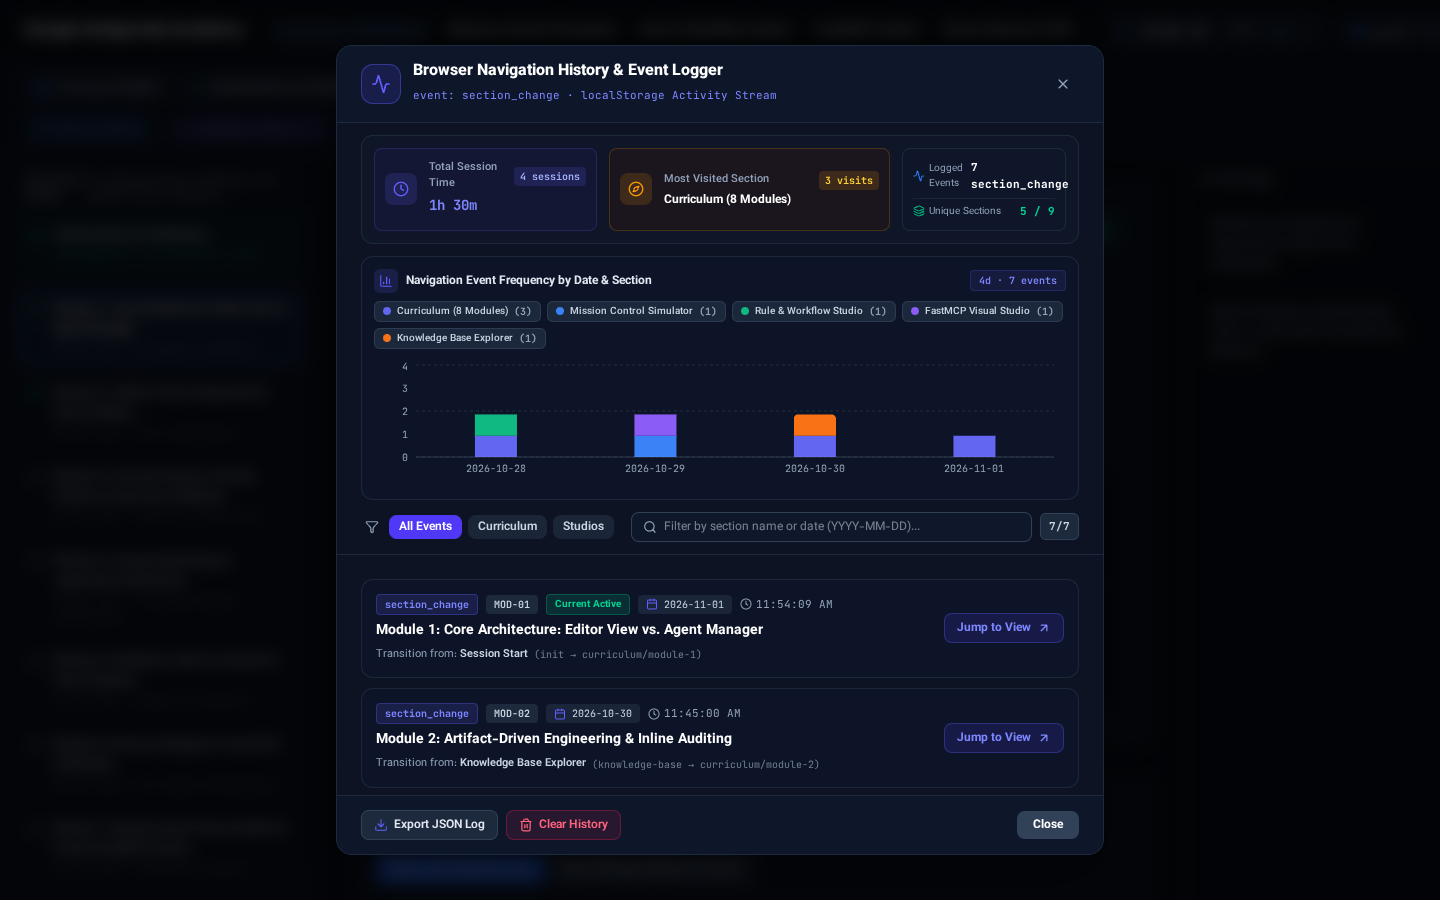 Browser Navigation History & Event Logger
event: section_change · localStorage Activity Stream
Total Session
Time
1h 30m
4 sessions
Most Visited Section
Curriculum (8 Modules)
3 visits
Logged
Events
7
section_change
Unique Sections
5 / 9
Navigation Event Frequency by Date & Section
4d · 7 events
Curriculum (8 Modules) (3)
Mission Control Simulator (1)
Rule & Workflow Studio (1)
FastMCP Visual Studio (1)
Knowledge Base Explorer (1)
4
3
2
1
0
2026-10-28
2026-10-29
2026-10-30
2026-11-01
All Events
Curriculum
Studios
Filter by section name or date (YYYY-MM-DD)...
7/7
section_change
MOD-01
Current Active
2026-11-01
11:54:09 AM
Module 1: Core Architecture: Editor View vs. Agent Manager
Transition from: Session Start (init → curriculum/module-1)
Jump to View
section_change
MOD-02
2026-10-30
11:45:00 AM
Module 2: Artifact-Driven Engineering & Inline Auditing
Transition from: Knowledge Base Explorer (knowledge-base → curriculum/module-2)
Jump to View
Export JSON Log
Clear History
Close